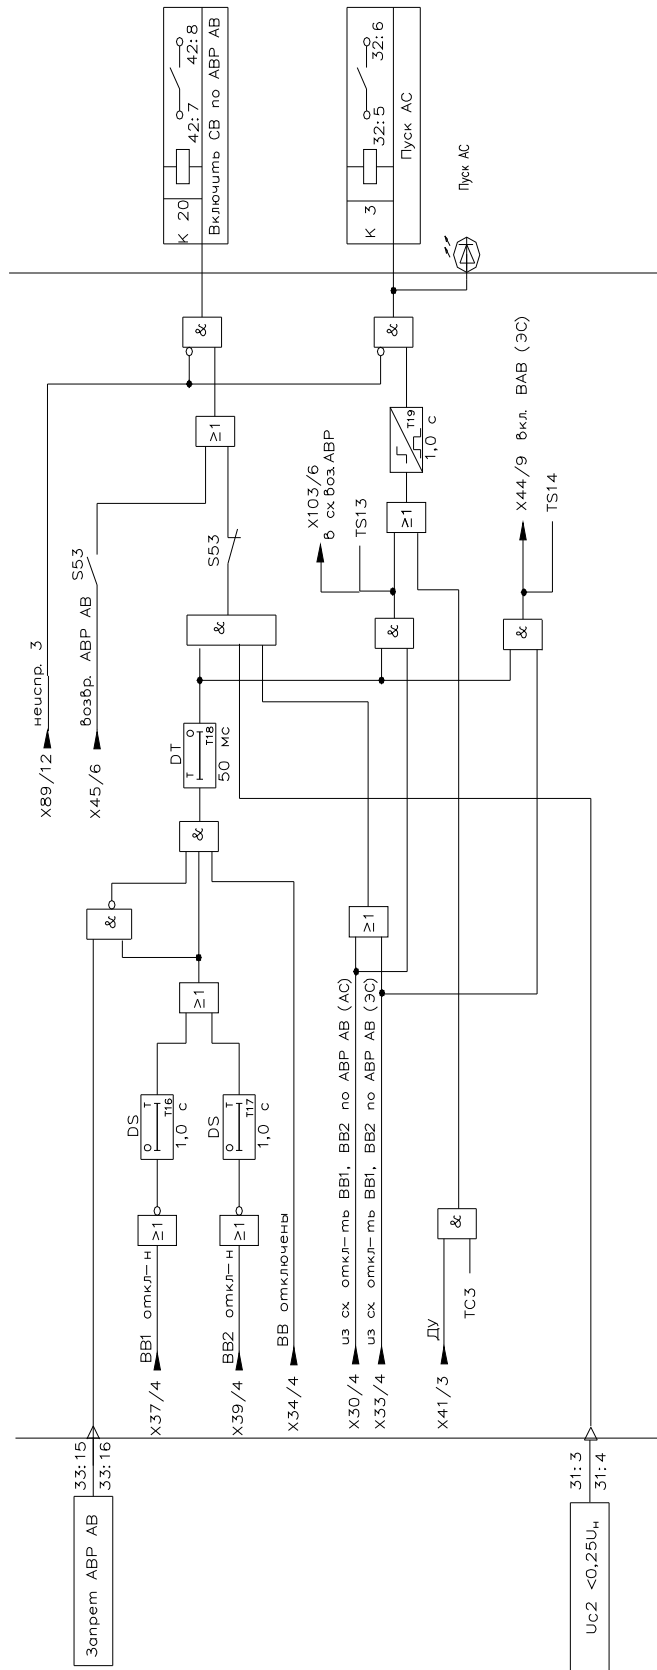 42:8
42:7
К 20
Включить СВ по АВР АВ
32:6
32:5
К 3
Пуск АС
Пуск АС
&
&
≥1
T19
1,0 с
X103/6
в сх воз. АВР
TS13
≥1
X44/9 вкл. ВАВ (ЭС)
TS14
S53
S53
&
&
&
неиспр. 3
X89/12
возвр. АВР АВ
X45/6
DT
T O
T18
50 мс
&
&
≥1
≥1
DS
O T
T16
1,0 с
DS
O T
T17
1,0 с
≥1
≥1
ВВ1 откл-н
X37/4
ВВ2 откл-н
X39/4
ВВ отключены
X34/4
из сх откл-ть ВВ1, ВВ2 по АВР АВ (АС)
X30/4
из сх откл-ть ВВ1, ВВ2 по АВР АВ (ЭС)
X33/4
&
ДУ
X41/3
TC3
33:15
33:16
Запрет АВР АВ
31:3
31:4
Uс2 <0,25Uн